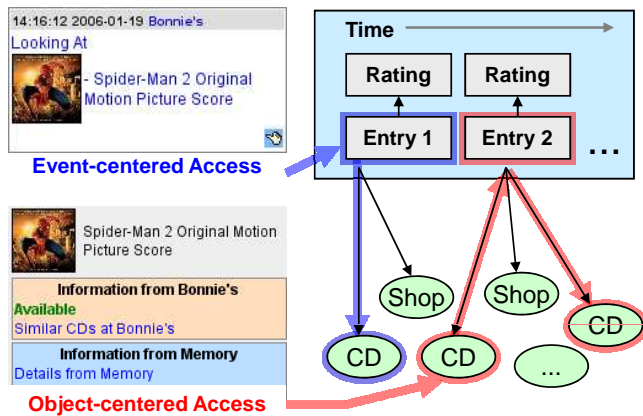 14:16:12 2006-01-19 Bonnie's
Looking At
- Spider-Man 2 Original
Motion Picture Score
Event-centered Access
Spider-Man 2 Original Motion
Picture Score
Information from Bonnie's
Available
Similar CDs at Bonnie's
Information from Memory
Details from Memory
Object-centered Access
Time
Rating
Rating
Entry 1
Entry 2
...
Shop
Shop
CD
CD
CD
...